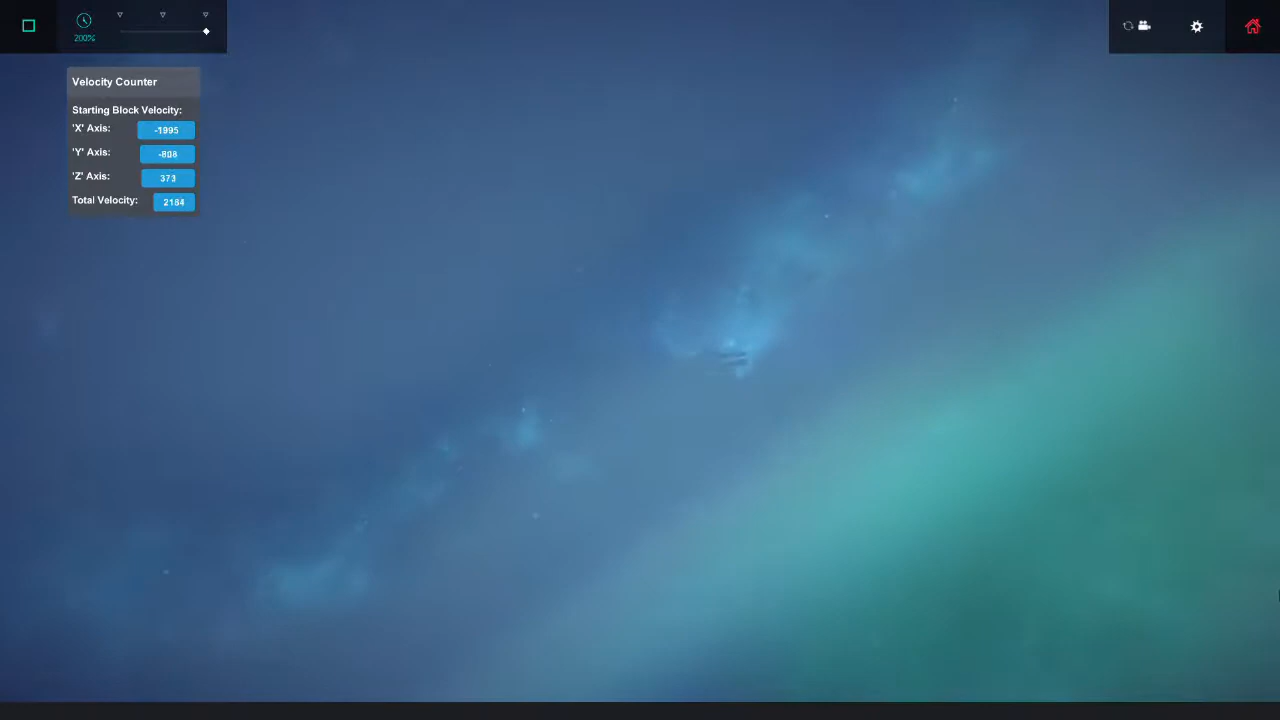 200%
Velocity Counter
Starting Block Velocity:
'X' Axis: -1995
'Y' Axis: -808
'Z' Axis: 373
Total Velocity: 2184